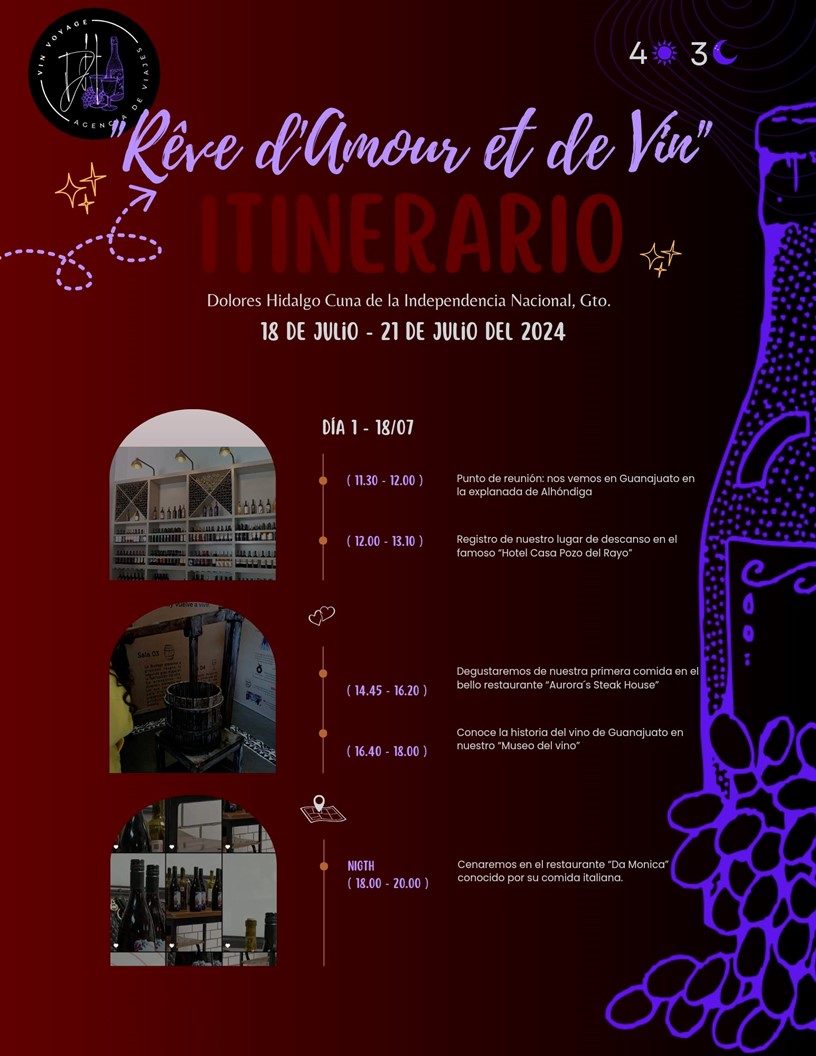 VIN VOYAGE
AGENCIA DE VIAJES
4 3
"Rêve d'Amour et de Vin"
ITINERARIO
Dolores Hidalgo Cuna de la Independencia Nacional, Gto.
18 DE JULIO - 21 DE JULIO DEL 2024
DÍA 1 - 18/07
( 11.30 - 12.00 )
Punto de reunión: nos vemos en Guanajuato en
la explanada de Alhóndiga
( 12.00 - 13.10 )
Registro de nuestro lugar de descanso en el
famoso “Hotel Casa Pozo del Rayo”
Sala 03
( 14.45 - 16.20 )
Degustaremos de nuestra primera comida en el
bello restaurante “Aurora´s Steak House”
( 16.40 - 18.00 )
Conoce la historia del vino de Guanajuato en
nuestro “Museo del vino”
NIGTH
( 18.00 - 20.00 )
Cenaremos en el restaurante “Da Monica”
conocido por su comida italiana.